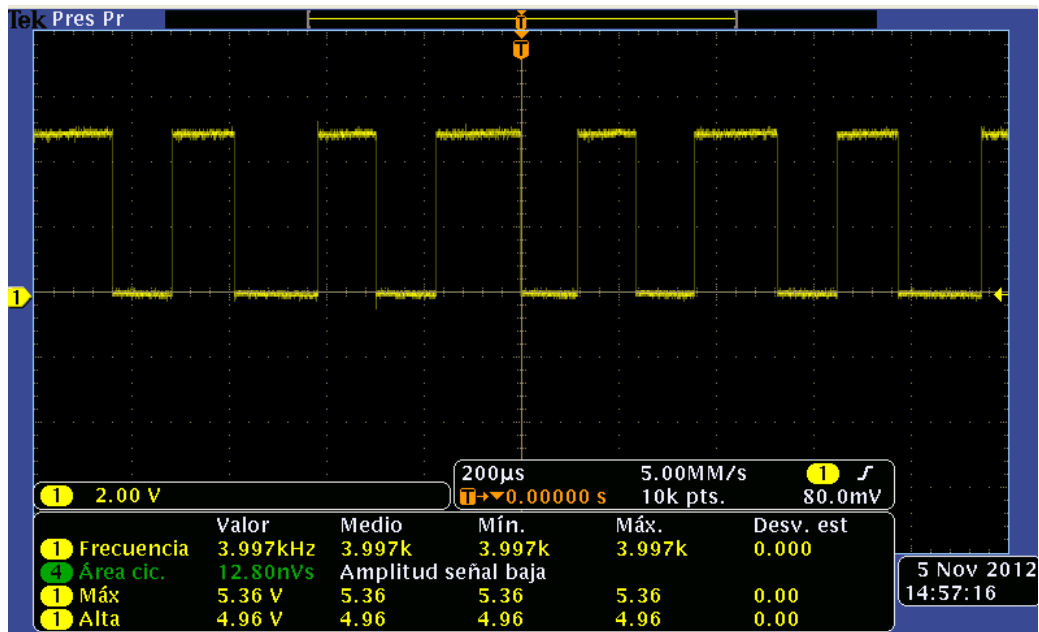 Tek Pres Pr
T
T
1
200µs 5.00MM/s 1
1 2.00 V T→▼0.00000 s 10k pts. 80.0mV
Valor Medio Mín. Máx. Desv. est
1 Frecuencia 3.997kHz 3.997k 3.997k 3.997k 0.000
4 Área cic. 12.80nVs Amplitud señal baja
1 Máx 5.36 V 5.36 5.36 5.36 0.00
1 Alta 4.96 V 4.96 4.96 4.96 0.00
5 Nov 2012
14:57:16